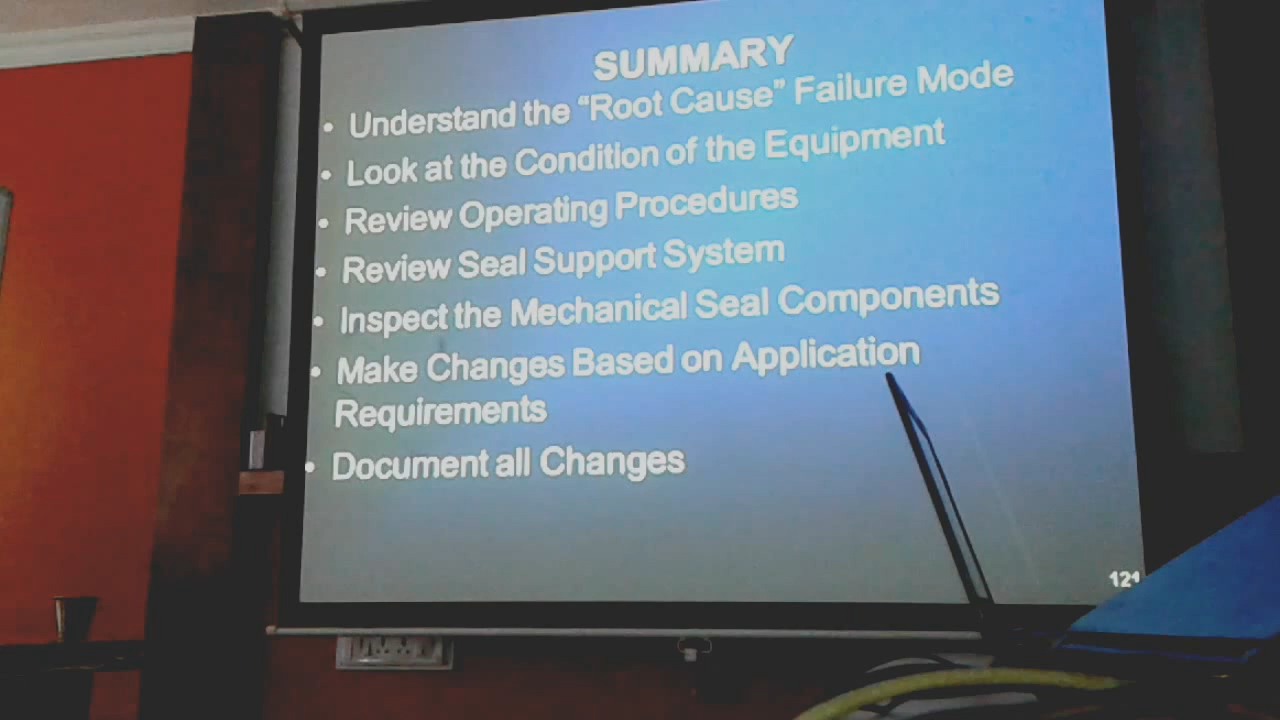 SUMMARY
• Understand the “Root Cause” Failure Mode
• Look at the Condition of the Equipment
• Review Operating Procedures
• Review Seal Support System
• Inspect the Mechanical Seal Components
• Make Changes Based on Application
Requirements
• Document all Changes
121